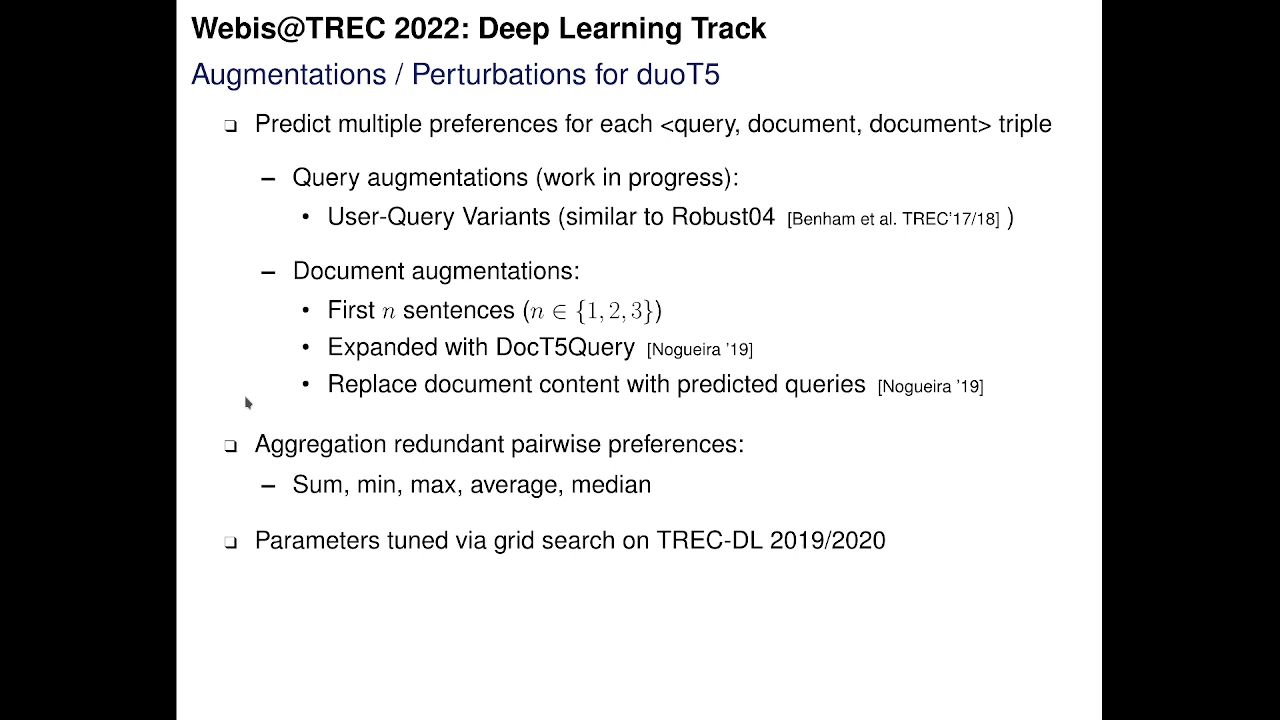 Webis@TREC 2022: Deep Learning Track
Augmentations / Perturbations for duoT5
❏ Predict multiple preferences for each <query, document, document> triple
– Query augmentations (work in progress):
• User-Query Variants (similar to Robust04 [Benham et al. TREC'17/18] )
– Document augmentations:
• First n sentences (n ∈ {1, 2, 3})
• Expanded with DocT5Query [Nogueira '19]
• Replace document content with predicted queries [Nogueira '19]
❏ Aggregation redundant pairwise preferences:
– Sum, min, max, average, median
❏ Parameters tuned via grid search on TREC-DL 2019/2020